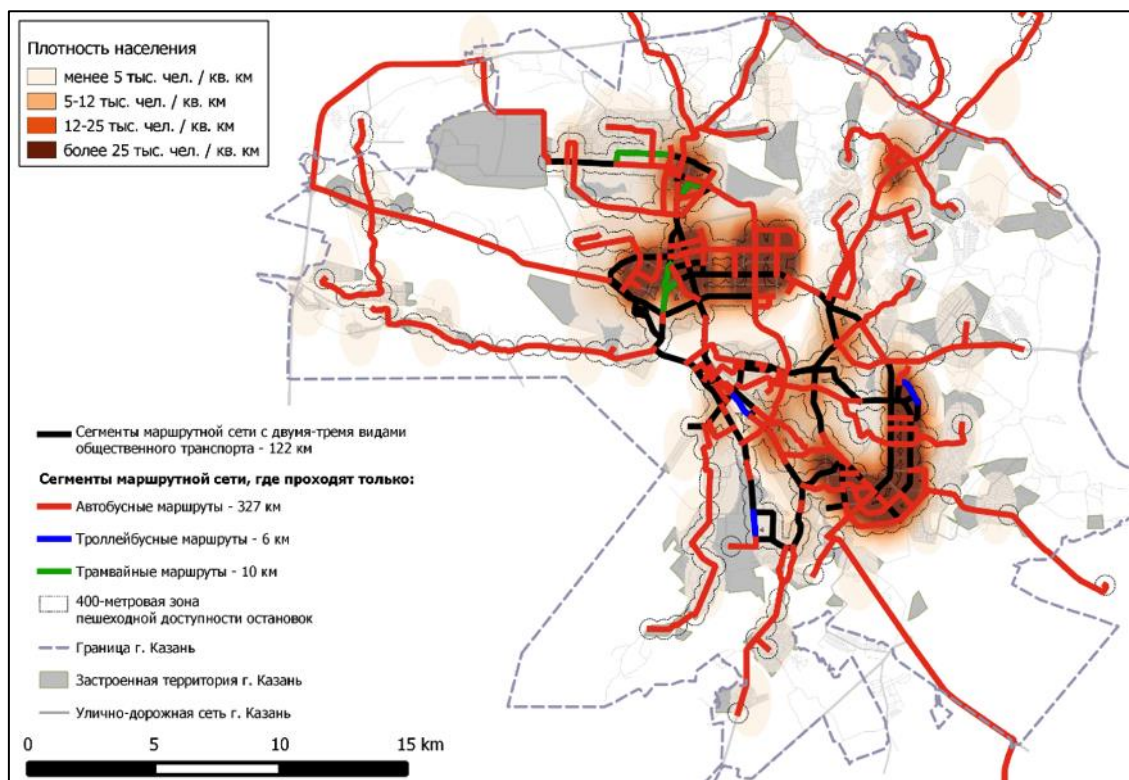 Плотность населения
менее 5 тыс. чел. / кв. км
5-12 тыс. чел. / кв. км
12-25 тыс. чел. / кв. км
более 25 тыс. чел. / кв. км
Сегменты маршрутной сети с двумя-тремя видами
общественного транспорта - 122 км
Сегменты маршрутной сети, где проходят только:
Автобусные маршруты - 327 км
Троллейбусные маршруты - 6 км
Трамвайные маршруты - 10 км
400-метровая зона
пешеходной доступности остановок
Граница г. Казань
Застроенная территория г. Казань
Улично-дорожная сеть г. Казань
0 5 10 15 km